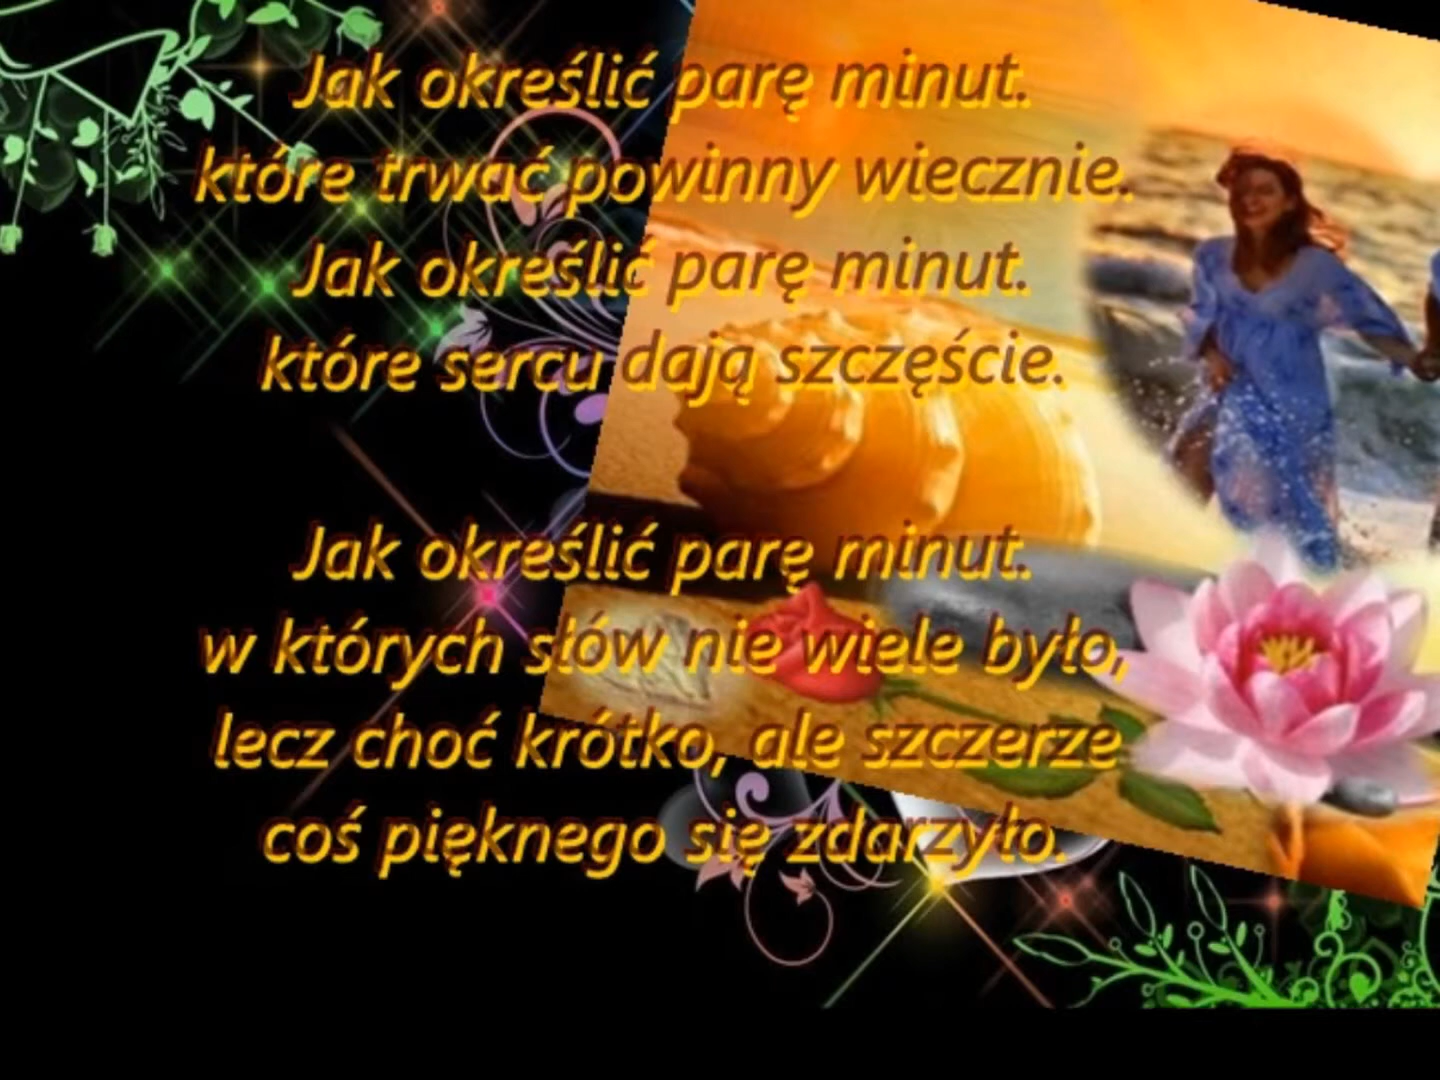 Jak określić parę minut.
które trwać powinny wiecznie.
Jak określić parę minut.
które sercu dają szczęście.
Jak określić parę minut.
w których słów nie wiele było,
lecz choć krótko, ale szczerze
coś pięknego się zdarzyło.